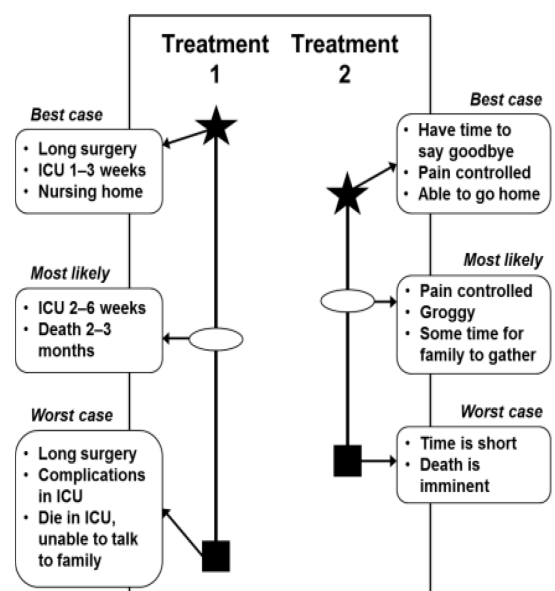 Treatment
1
Treatment
2
Best case
• Long surgery
• ICU 1–3 weeks
• Nursing home
Most likely
• ICU 2–6 weeks
• Death 2–3
months
Worst case
• Long surgery
• Complications
in ICU
• Die in ICU,
unable to talk
to family
Best case
• Have time to
say goodbye
• Pain controlled
• Able to go home
Most likely
• Pain controlled
• Groggy
• Some time for
family to gather
Worst case
• Time is short
• Death is
imminent